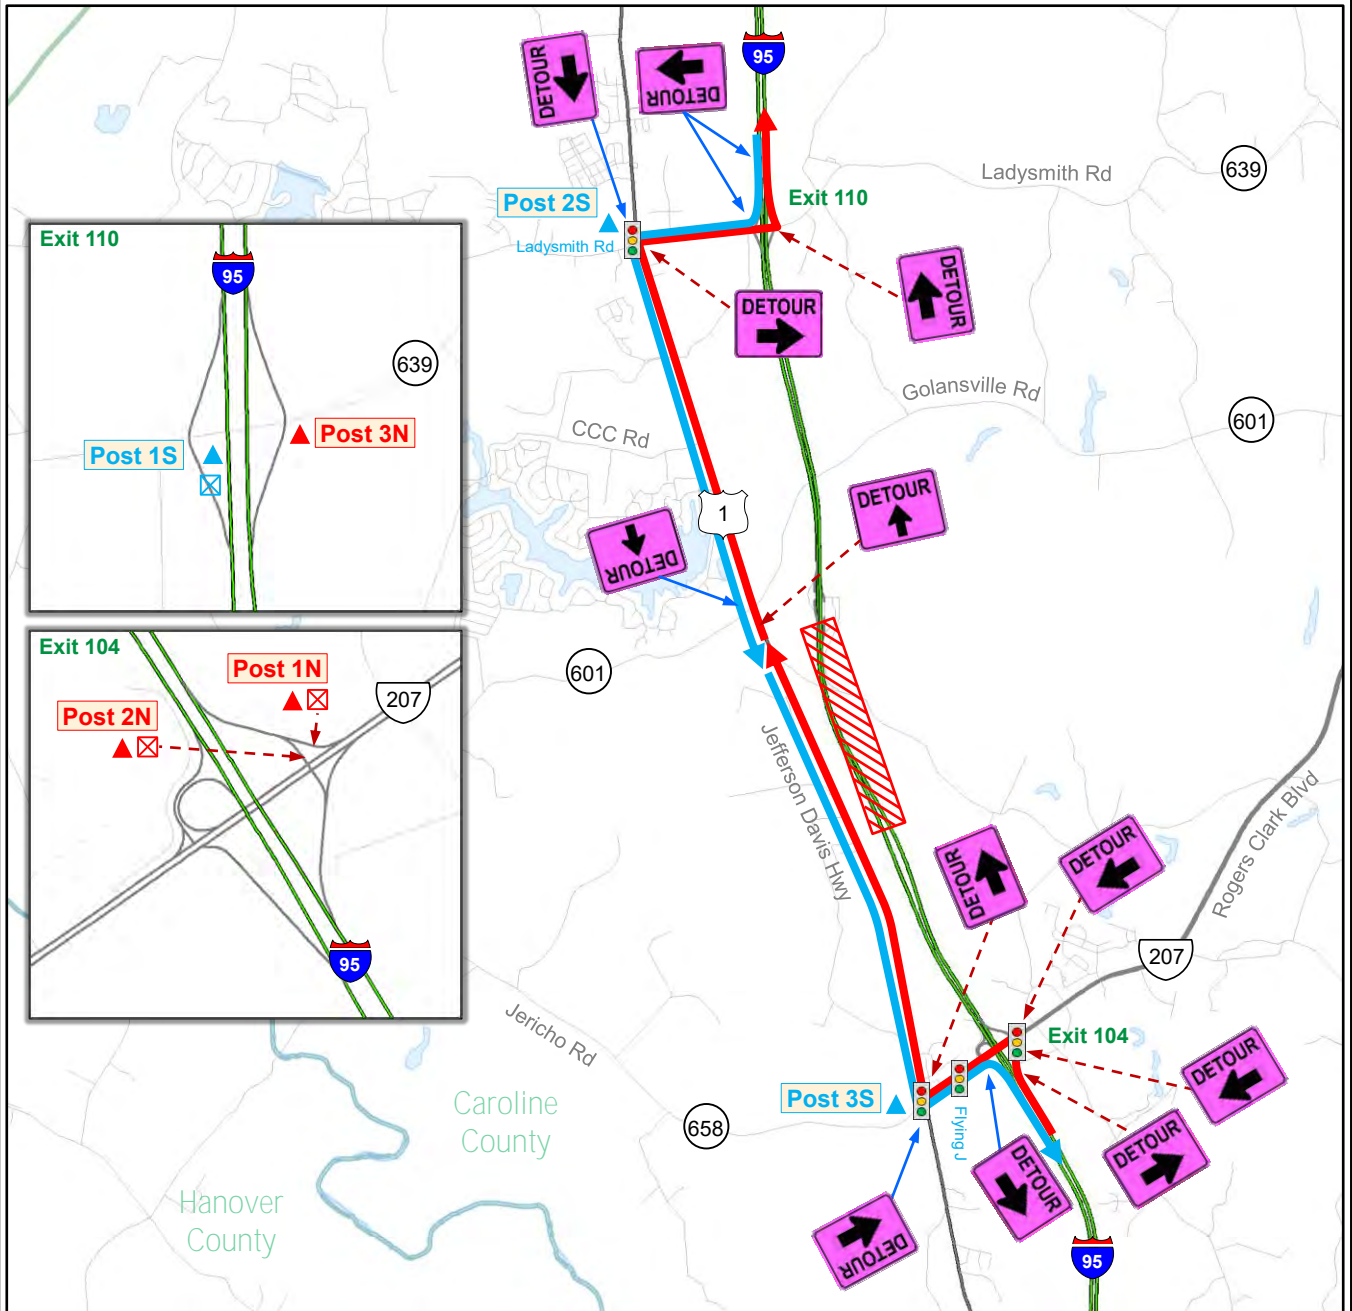 95
DETOUR
DETOUR
Ladysmith Rd
639
Post 2S
Exit 110
Ladysmith Rd
Exit 110
95
639
Post 3N
Post 1S
DETOUR
DETOUR
Golansville Rd
601
CCC Rd
1
DETOUR
DETOUR
601
Exit 104
Post 1N
207
Post 2N
95
Jefferson Davis Hwy
Rogers Clark Blvd
DETOUR
DETOUR
207
Jericho Rd
Exit 104
DETOUR
Post 3S
Flying J
Caroline
County
658
DETOUR
DETOUR
Hanover
County
DETOUR
95